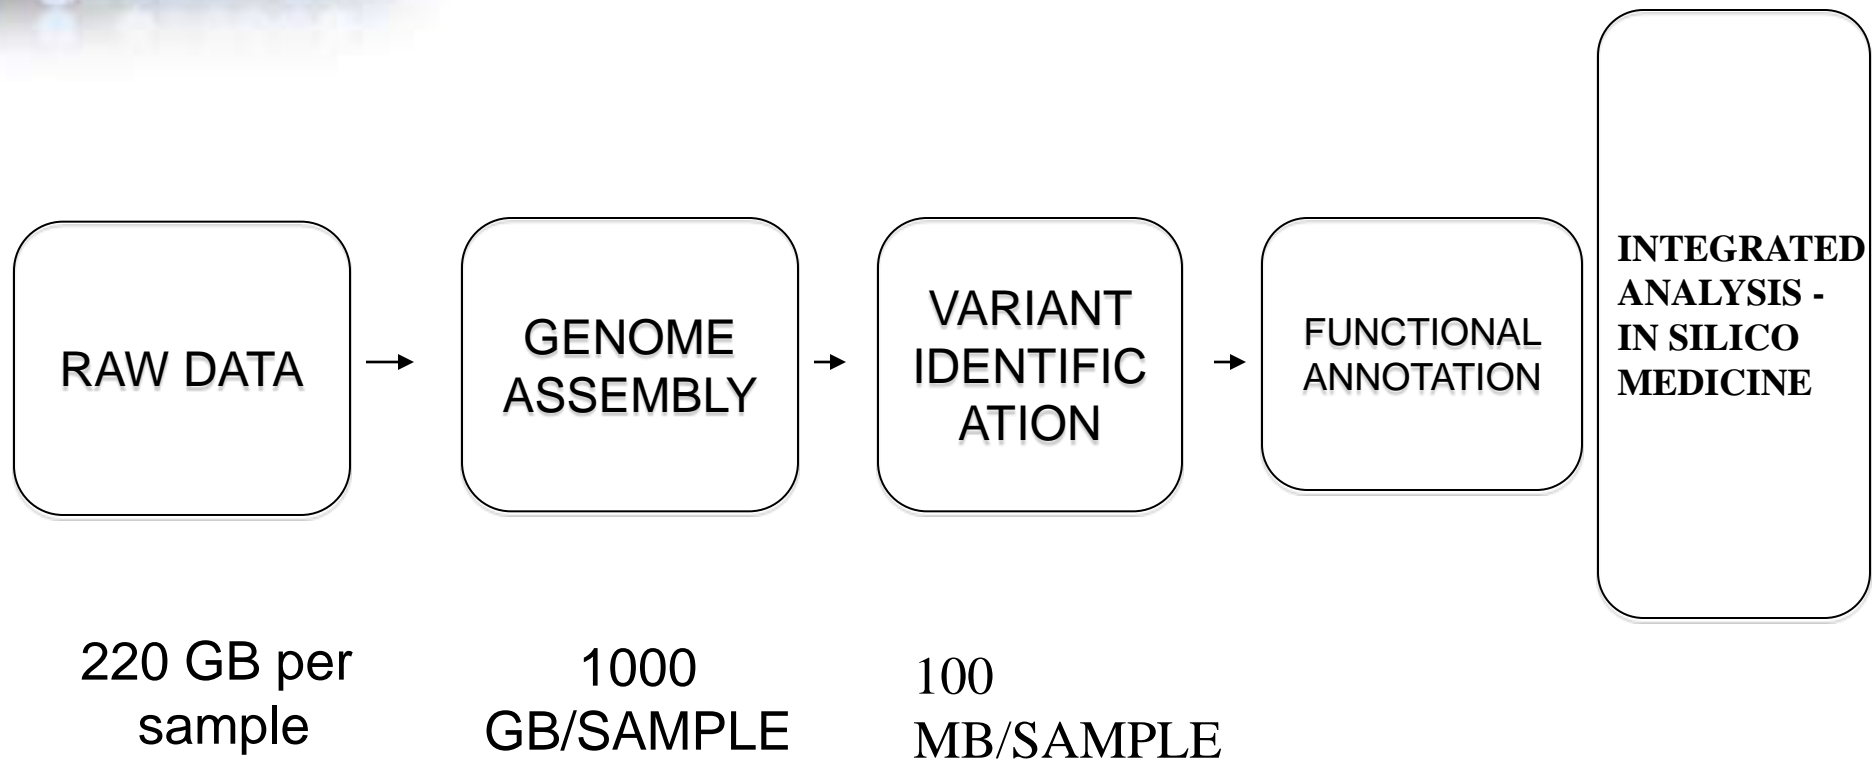 RAW DATA
GENOME
ASSEMBLY
VARIANT
IDENTIFIC
ATION
FUNCTIONAL
ANNOTATION
INTEGRATED
ANALYSIS -
IN SILICO
MEDICINE
220 GB per
sample
1000
GB/SAMPLE
100
MB/SAMPLE